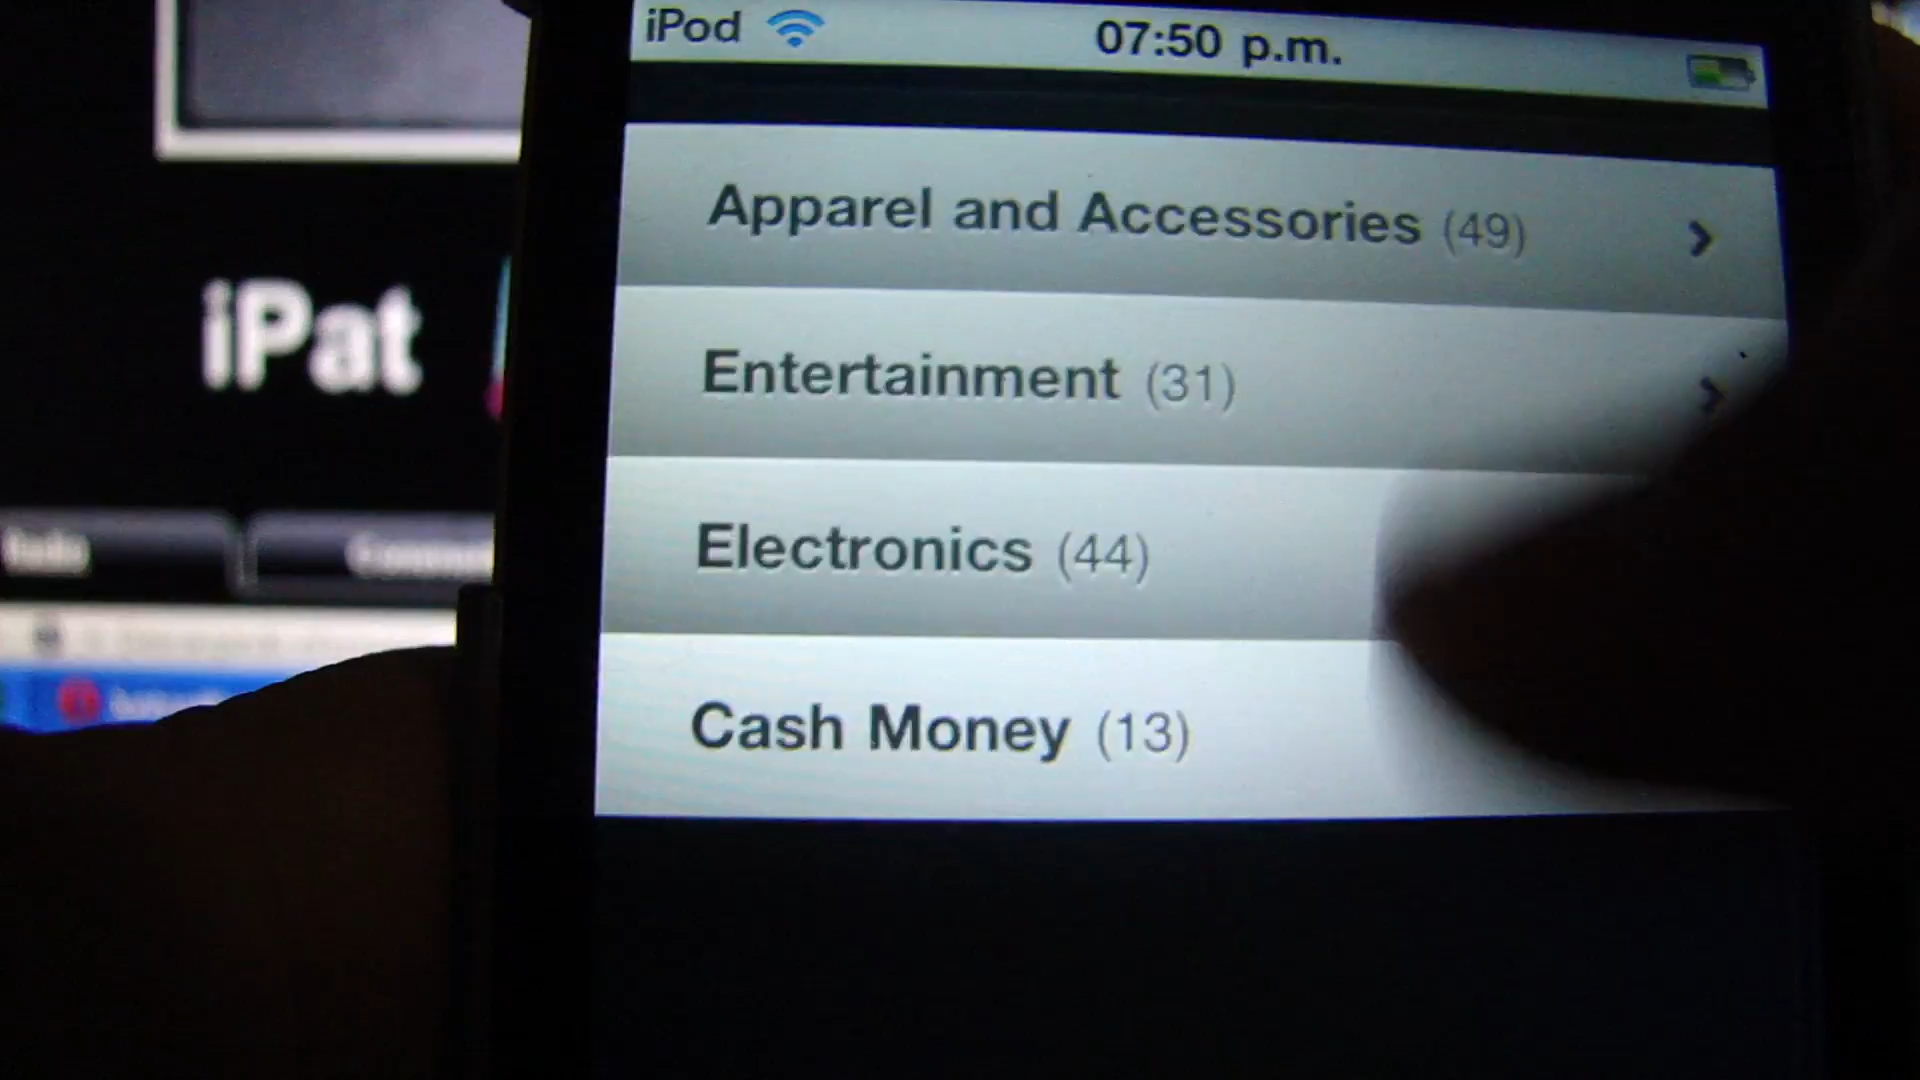 iPod 07:50 p.m.
Apparel and Accessories (49)
Entertainment (31)
Electronics (44)
Cash Money (13)
iPat